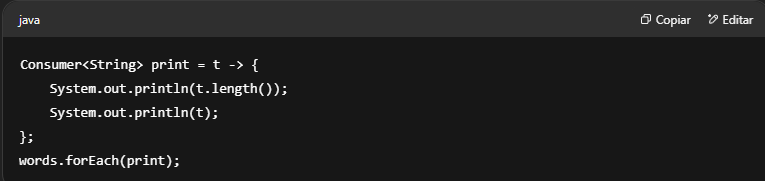 java
Copiar
Editar
Consumer<String> print = t -> {
    System.out.println(t.length());
    System.out.println(t);
};
words.forEach(print);